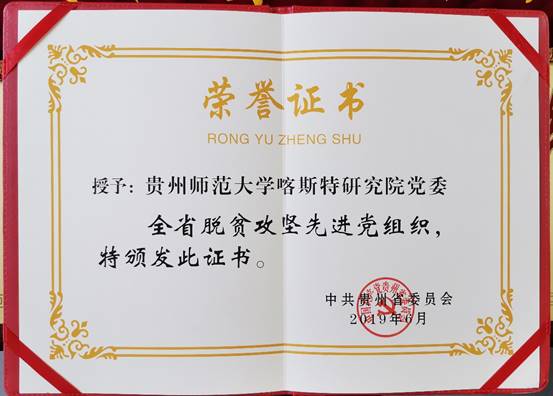 荣誉证书
RONG YU ZHENG SHU
授予：贵州师范大学喀斯特研究院党委
全省脱贫攻坚先进党组织，
特颁发此证书。
中共贵州省委员会
2019年6月